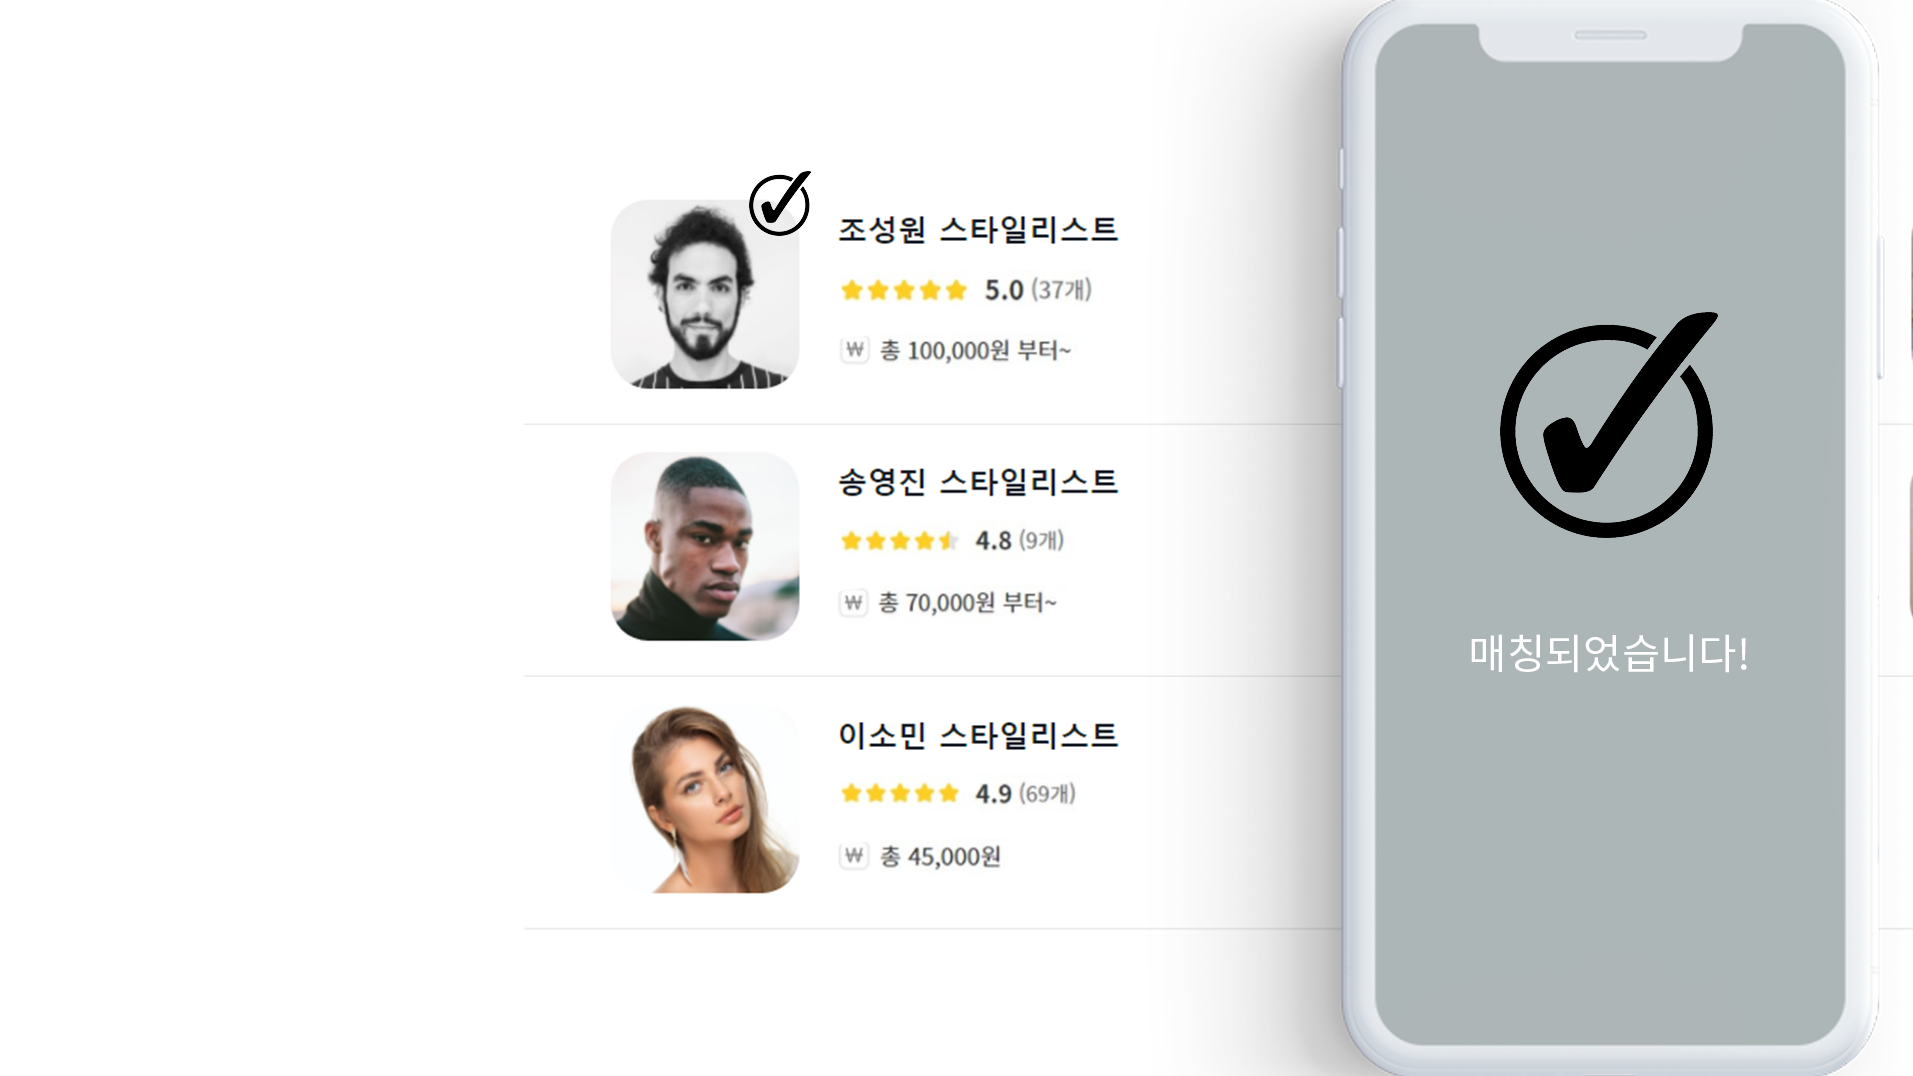 조성원 스타일리스트
5.0 (37개)
₩ 총 100,000원 부터~
송영진 스타일리스트
4.8 (9개)
₩ 총 70,000원 부터~
이소민 스타일리스트
4.9 (69개)
₩ 총 45,000원
매칭되었습니다!